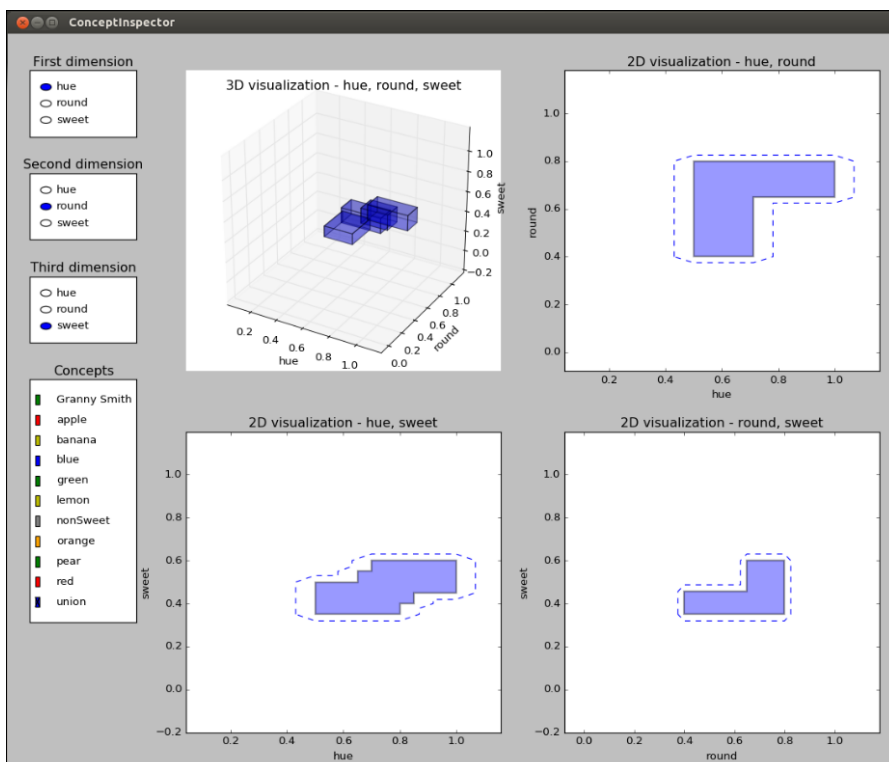 ConceptInspector
First dimension
hue
round
sweet
Second dimension
hue
round
sweet
Third dimension
hue
round
sweet
Concepts
Granny Smith
apple
banana
blue
green
lemon
nonSweet
orange
pear
red
union
3D visualization - hue, round, sweet
1.0
0.8
0.6
0.4
0.2
0.0
−0.2
sweet
0.2
0.4
0.6
0.8
1.0
hue
0.0
0.2
0.4
0.6
0.8
1.0
round
2D visualization - hue, round
1.0
0.8
0.6
0.4
0.2
0.0
round
0.2 0.4 0.6 0.8 1.0
hue
2D visualization - hue, sweet
1.0
0.8
0.6
0.4
0.2
0.0
−0.2
sweet
0.2 0.4 0.6 0.8 1.0
hue
2D visualization - round, sweet
1.0
0.8
0.6
0.4
0.2
0.0
−0.2
sweet
0.0 0.2 0.4 0.6 0.8 1.0
round